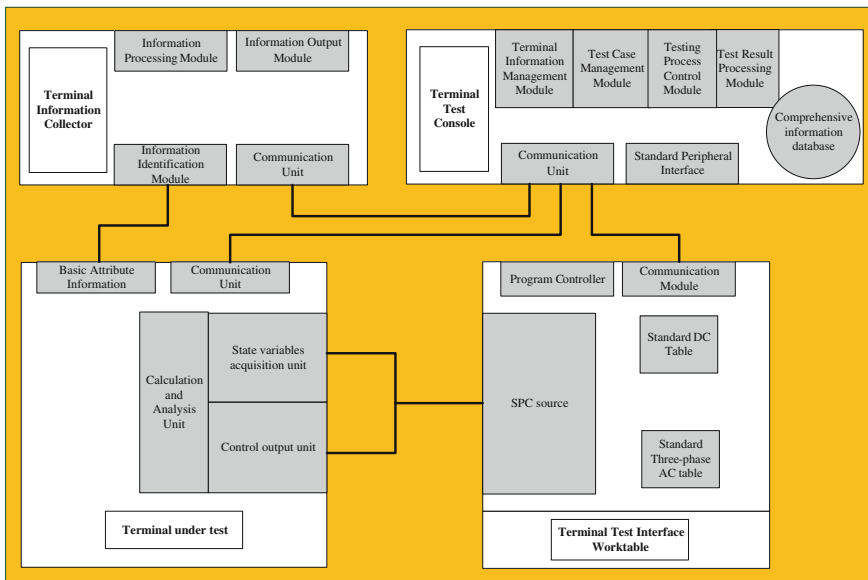 Information
Processing Module
Information Output
Module
Terminal
Information
Collector
Information
Identification
Module
Communication
Unit
Terminal
Information
Management
Module
Test Case
Management
Module
Testing
Process
Control
Module
Test Result
Processing
Module
Terminal
Test
Console
Comprehensive
information
database
Communication
Unit
Standard Peripheral
Interface
Basic Attribute
Information
Communication
Unit
Program Controller
Communication
Module
State variables
acquisition unit
Calculation
and
Analysis
Unit
Control output unit
SPC source
Standard DC
Table
Standard
Three-phase
AC table
Terminal under test
Terminal Test Interface
Worktable